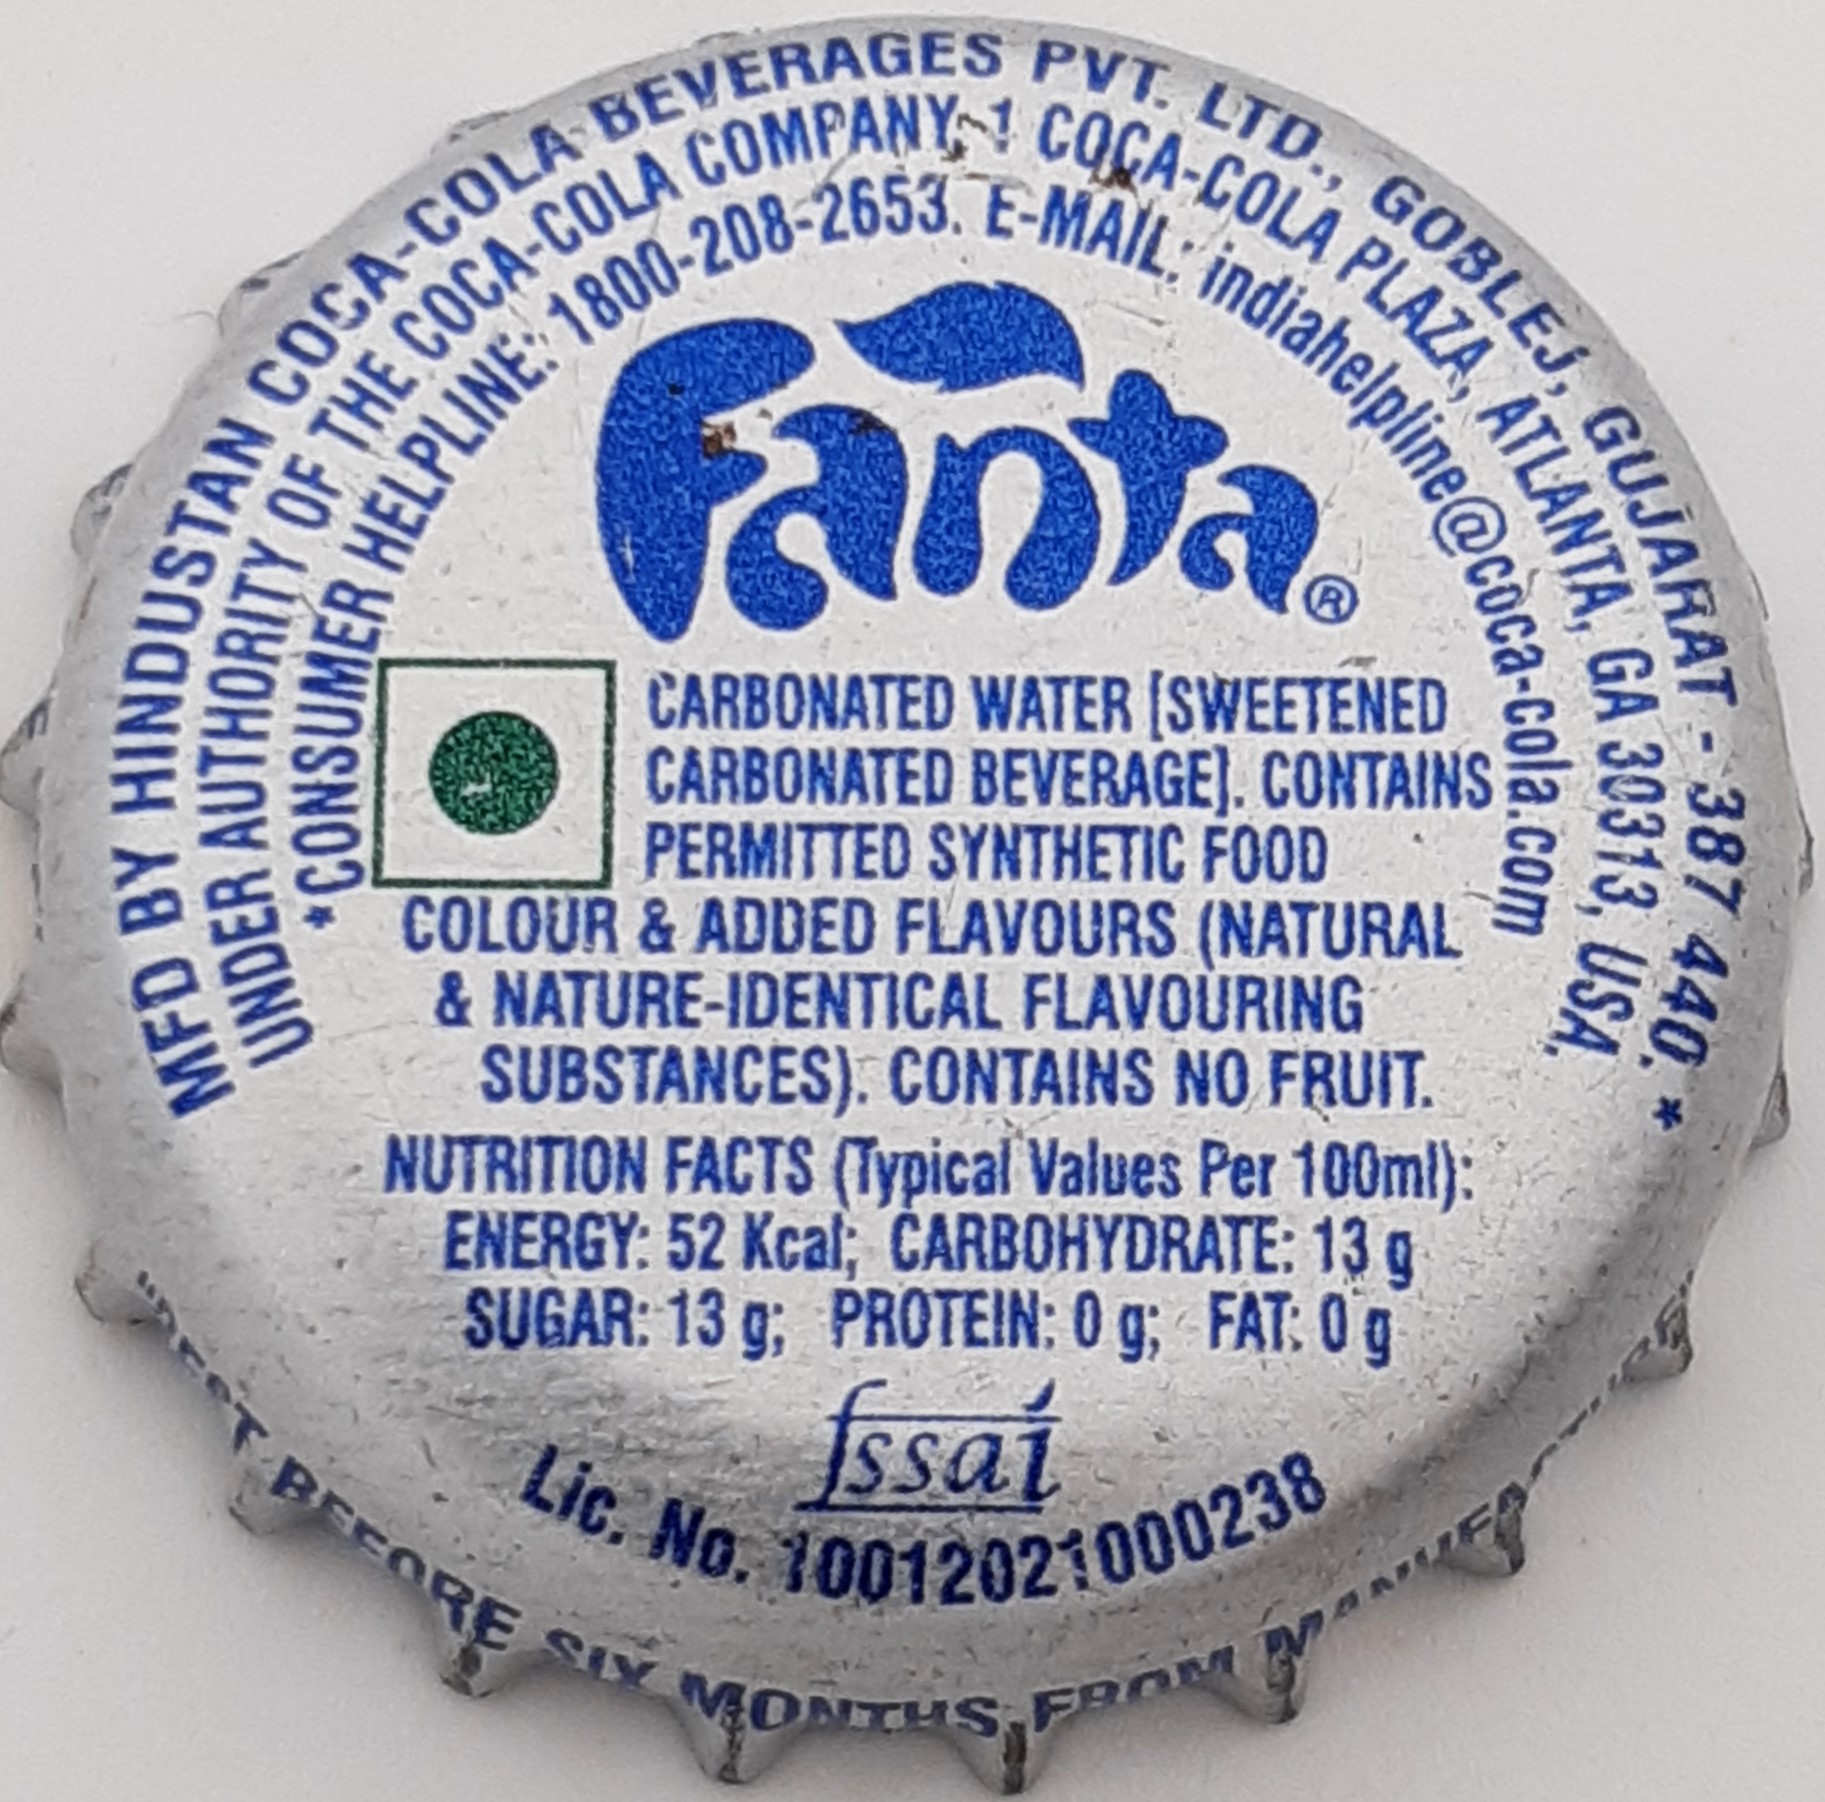 MFD BY HINDUSTAN COCA-COLA BEVERAGES PVT. LTD., GOBLEJ, GUJARAT - 387 440. *
UNDER AUTHORITY OF THE COCA-COLA COMPANY, 1 COCA-COLA PLAZA, ATLANTA, GA 30313, USA.
*CONSUMER HELPLINE: 1800-208-2653. E-MAIL: indiahelpline@coca-cola.com
Fanta®
CARBONATED WATER [SWEETENED
CARBONATED BEVERAGE]. CONTAINS
PERMITTED SYNTHETIC FOOD
COLOUR & ADDED FLAVOURS (NATURAL
& NATURE-IDENTICAL FLAVOURING
SUBSTANCES). CONTAINS NO FRUIT.
NUTRITION FACTS (Typical Values Per 100ml):
ENERGY: 52 Kcal; CARBOHYDRATE: 13 g
SUGAR: 13 g; PROTEIN: 0 g; FAT: 0 g
fssai
Lic. No. 10012021000238
"BEST BEFORE SIX MONTHS FROM MANUFACTURE